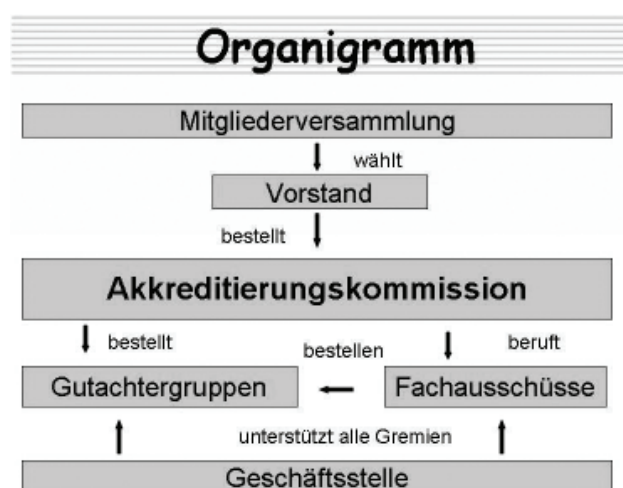 Organigramm
Mitgliederversammlung
wählt
Vorstand
bestellt
Akkreditierungskommission
bestellt
bestellen
beruft
Gutachtergruppen
Fachausschüsse
unterstützt alle Gremien
Geschäftsstelle